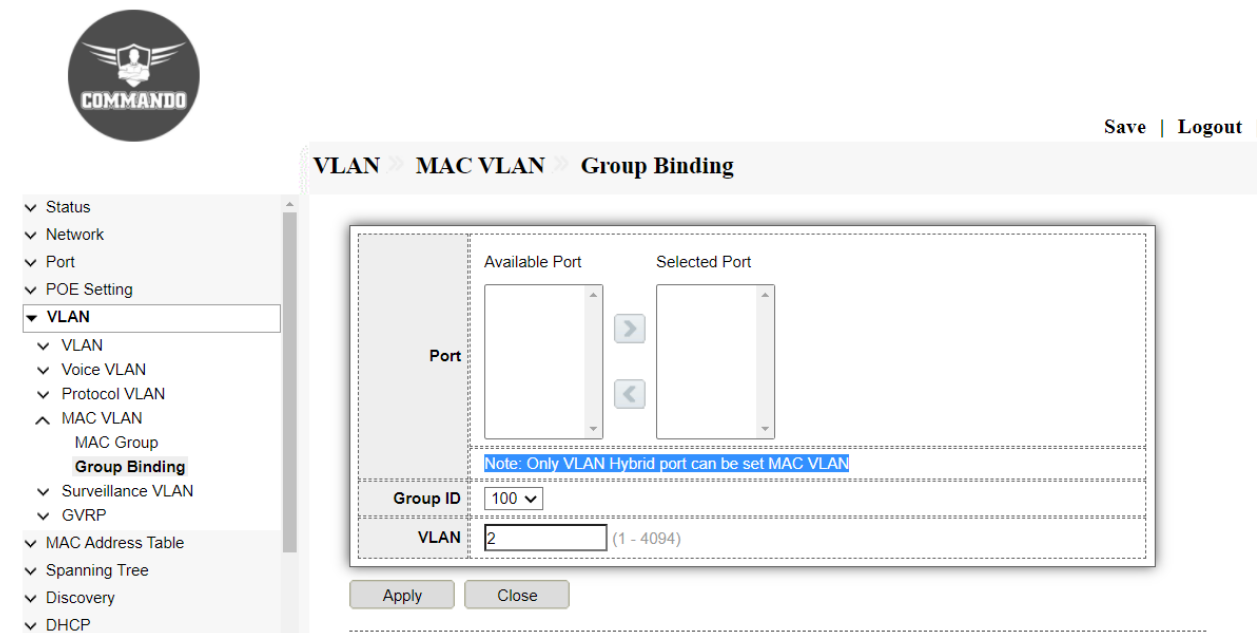 COMMANDO
Save | Logout
VLAN » MAC VLAN » Group Binding
Status
Network
Port
POE Setting
VLAN
VLAN
Voice VLAN
Protocol VLAN
MAC VLAN
MAC Group
Group Binding
Surveillance VLAN
GVRP
MAC Address Table
Spanning Tree
Discovery
DHCP
Available Port Selected Port
Port
Note: Only VLAN Hybrid port can be set MAC VLAN
Group ID 100
VLAN 2 (1 - 4094)
Apply Close